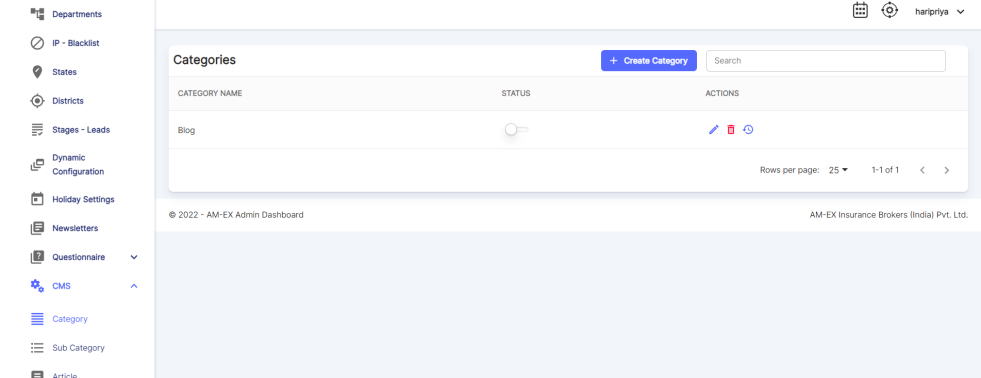 haripriya
Departments
IP - Blacklist
States
Districts
Stages - Leads
Dynamic
Configuration
Holiday Settings
Newsletters
Questionnaire
CMS
Category
Sub Category
Article
Categories
+ Create Category
Search
CATEGORY NAME
STATUS
ACTIONS
Blog
Rows per page: 25
1-1 of 1
© 2022 - AM-EX Admin Dashboard
AM-EX Insurance Brokers (India) Pvt. Ltd.